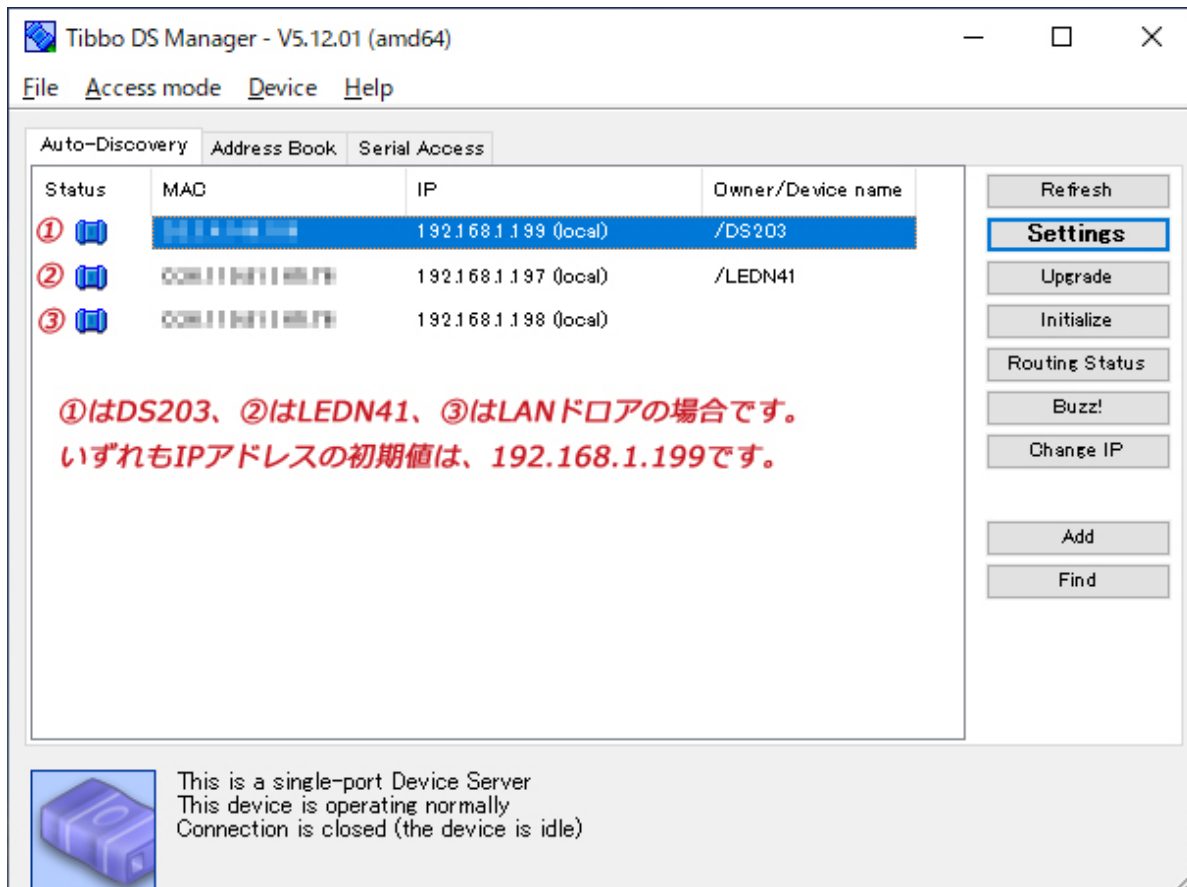 Tibbo DS Manager - V5.12.01 (amd64)
File Access mode Device Help
Auto-Discovery Address Book Serial Access
Status MAC IP Owner/Device name
① 192.168.1.199 (local) /DS203
② 192.168.1.197 (local) /LEDN41
③ 192.168.1.198 (local)
①はDS203、②はLEDN41、③はLANドロアの場合です。
いずれもIPアドレスの初期値は、192.168.1.199です。
Refresh
Settings
Upgrade
Initialize
Routing Status
Buzz!
Change IP
Add
Find
This is a single-port Device Server
This device is operating normally
Connection is closed (the device is idle)